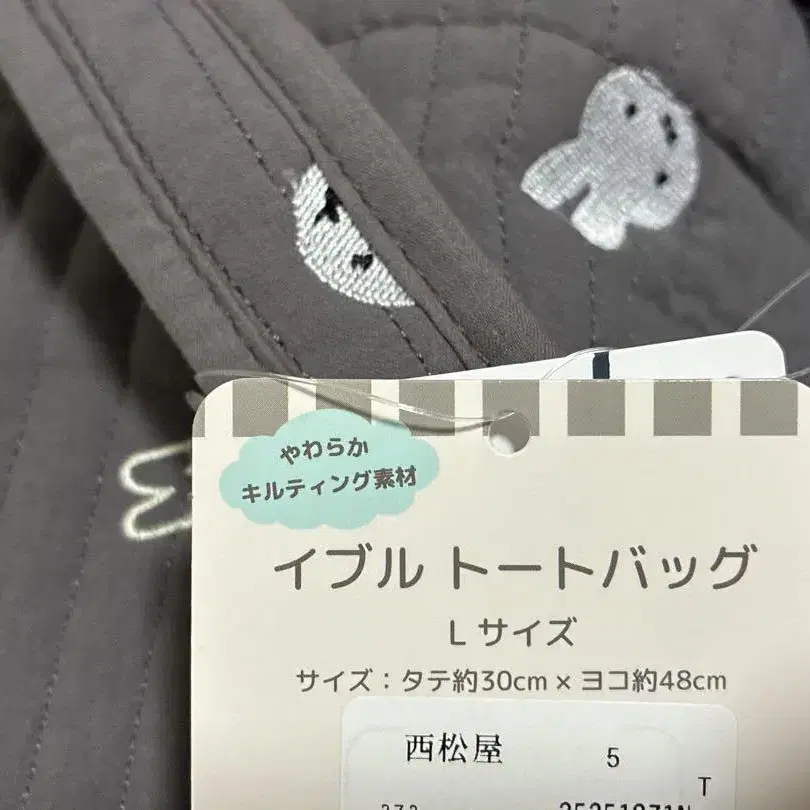 やわらか
キルティング素材
イブル トートバッグ
L サイズ
サイズ：タテ約30cm × ヨコ約48cm
西松屋 5
T